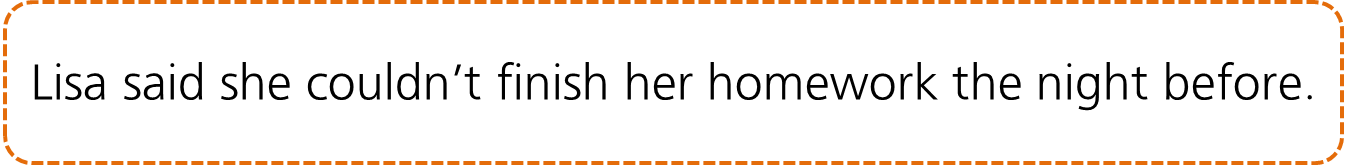 Lisa said she couldn’t finish her homework the night before.